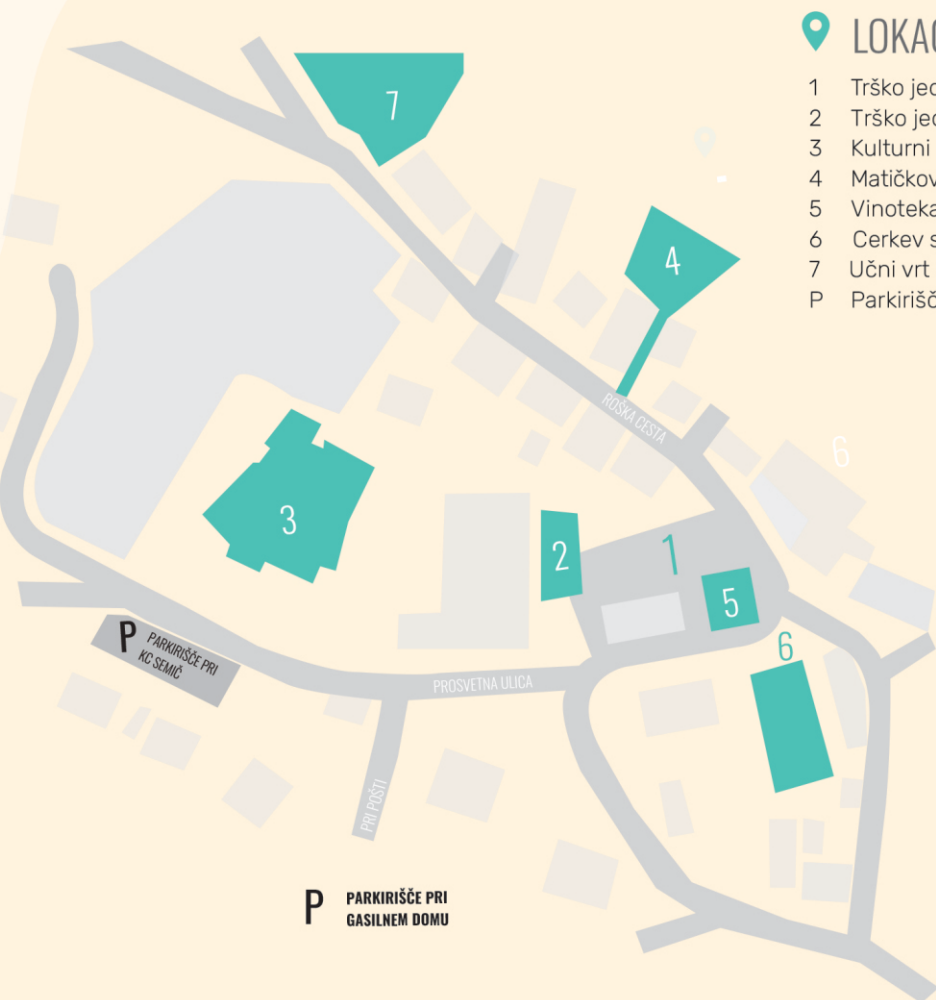 LOKAC
1 Trško jed
2 Trško jed
3 Kulturni
4 Matičkov
5 Vinoteka
6 Cerkev s
7 Učni vrt
P Parkirišč
7
4
ROŠKA CESTA
6
3
2
1
5
6
P PARKIRIŠČE PRI
KC SEMIČ
PROSVETNA ULICA
PRI POŠTI
P PARKIRIŠČE PRI
GASILNEM DOMU